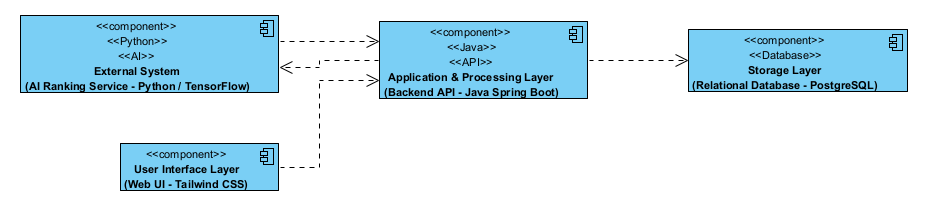 <<component>>
<<Python>>
<<AI>>
External System
(AI Ranking Service - Python / TensorFlow)
<<component>>
<<Java>>
<<API>>
Application & Processing Layer
(Backend API - Java Spring Boot)
<<component>>
<<Database>>
Storage Layer
(Relational Database - PostgreSQL)
<<component>>
User Interface Layer
(Web UI - Tailwind CSS)